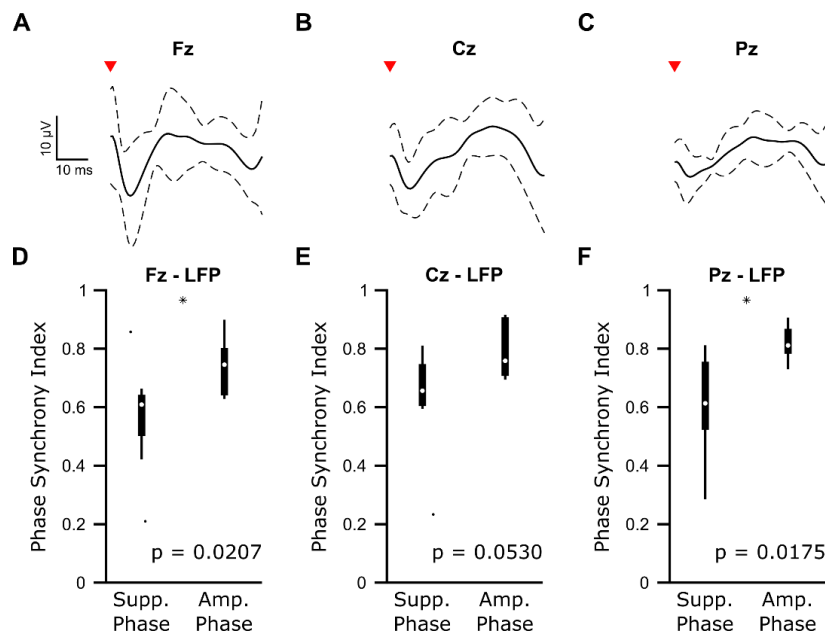 A
B
C
Fz
Cz
Pz
10 µV
10 ms
D
E
F
Fz - LFP
Cz - LFP
Pz - LFP
*
*
Phase Synchrony Index
1
0.8
0.6
0.4
0.2
0
p = 0.0207
Supp.
Phase
Amp.
Phase
Phase Synchrony Index
1
0.8
0.6
0.4
0.2
0
p = 0.0530
Supp.
Phase
Amp.
Phase
Phase Synchrony Index
1
0.8
0.6
0.4
0.2
0
p = 0.0175
Supp.
Phase
Amp.
Phase